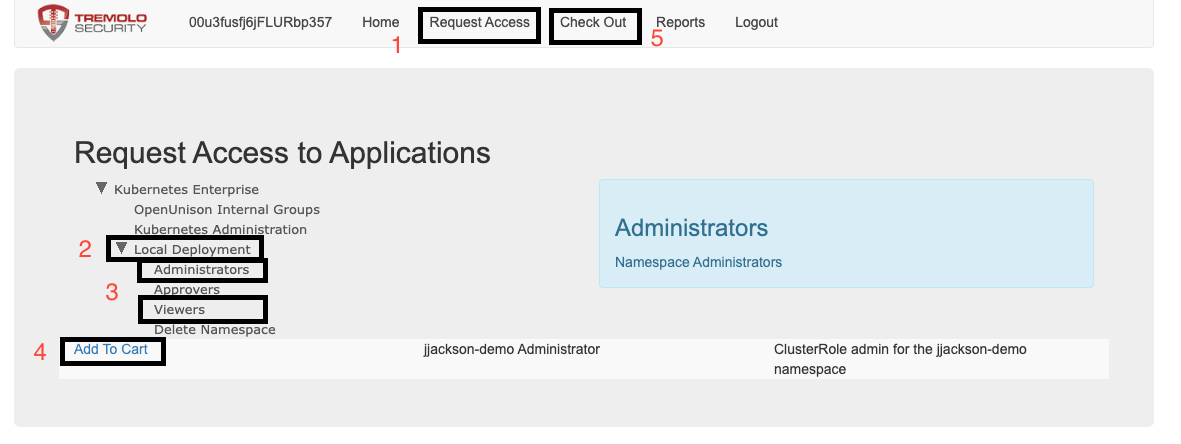 TREMOLO
SECURITY
00u3fusfj6jFLURbp357 Home Request Access Check Out Reports Logout
1
5
Request Access to Applications
Kubernetes Enterprise
OpenUnison Internal Groups
Kubernetes Administration
2 Local Deployment
Administrators
3
Approvers
Viewers
Delete Namespace
Administrators
Namespace Administrators
4 Add To Cart jjackson-demo Administrator ClusterRole admin for the jjackson-demo
namespace